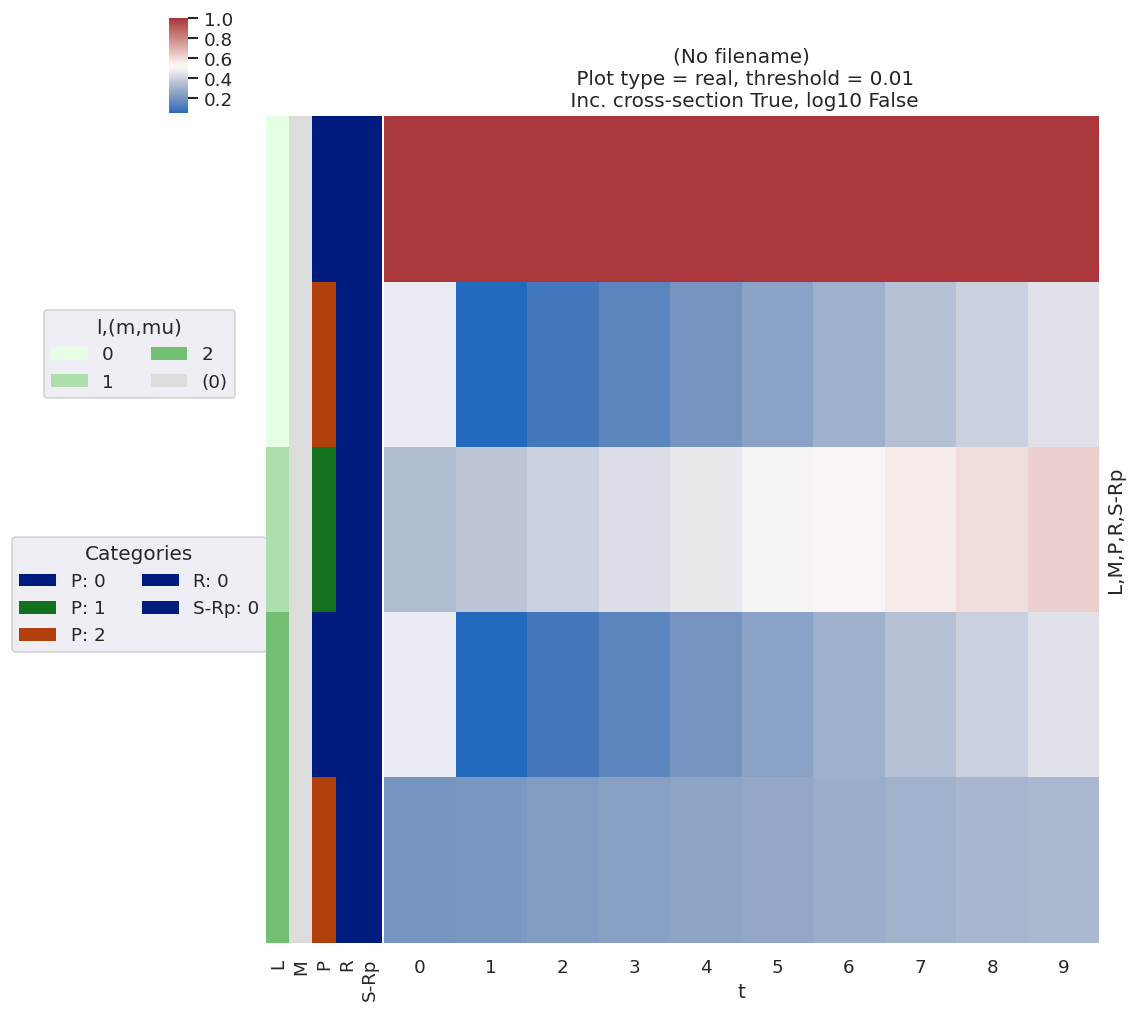 1.0
0.8
0.6
0.4
0.2
(No filename)
Plot type = real, threshold = 0.01
Inc. cross-section True, log10 False
l,(m,mu)
0 2
1 (0)
Categories
P: 0 R: 0
P: 1 S-Rp: 0
P: 2
L,M,P,R,S-Rp
L M P R S-Rp 0 1 2 3 4 5 6 7 8 9
t